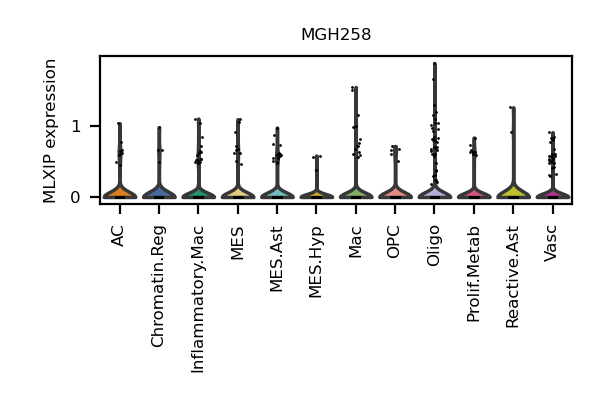 MGH258
MLXIP expression
1
0
AC
Chromatin.Reg
Inflammatory.Mac
MES
MES.Ast
MES.Hyp
Mac
OPC
Oligo
Prolif.Metab
Reactive.Ast
Vasc